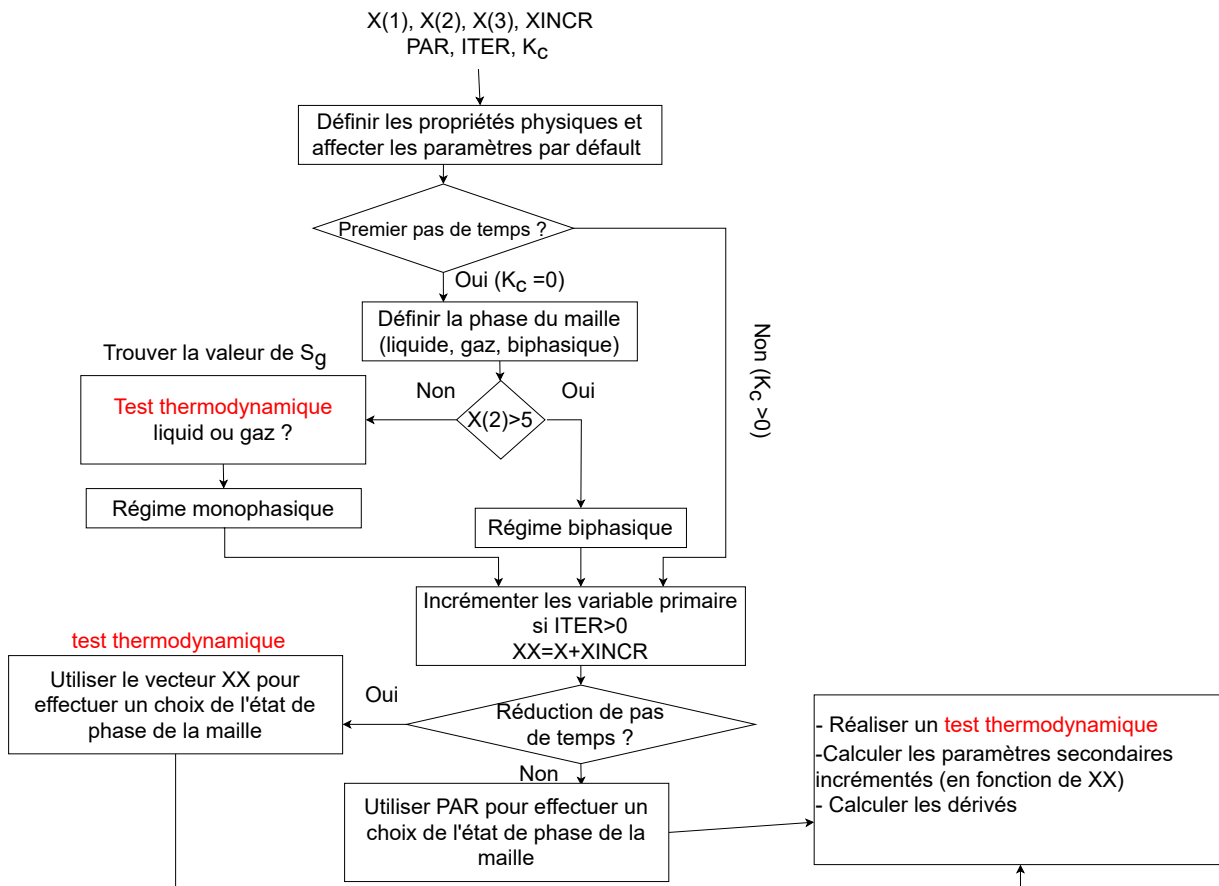 X(1), X(2), X(3), XINCR
PAR, ITER, Kc
Définir les propriétés physiques et
affecter les paramètres par défault
Premier pas de temps ?
Oui (Kc =0)
Non (Kc >0)
Définir la phase du maille
(liquide, gaz, biphasique)
Trouver la valeur de Sg
Non
Oui
Test thermodynamique
liquid ou gaz ?
X(2)>5
Régime monophasique
Régime biphasique
Incrémenter les variable primaire
si ITER>0
XX=X+XINCR
test thermodynamique
Utiliser le vecteur XX pour
effectuer un choix de l'état de
phase de la maille
Oui
Réduction de pas
de temps ?
Non
Utiliser PAR pour effectuer un
choix de l'état de phase de la
maille
- Réaliser un test thermodynamique
-Calculer les paramètres secondaires
incrémentés (en fonction de XX)
- Calculer les dérivés